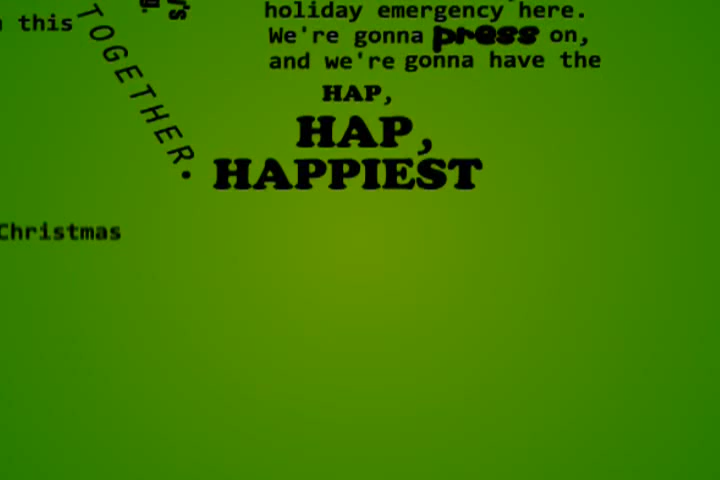 this
TOGETHER.
holiday emergency here.
We're gonna press on,
and we're gonna have the
HAP,
HAP,
HAPPIEST
Christmas